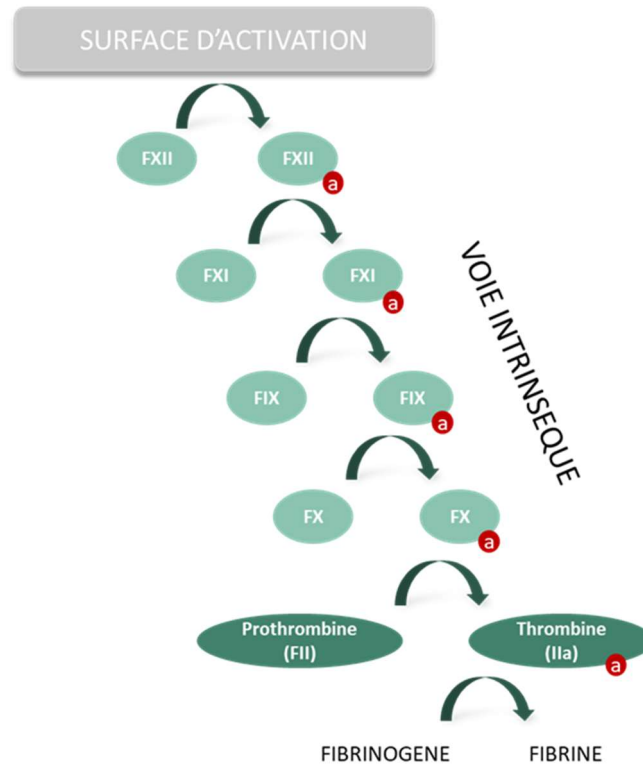 SURFACE D'ACTIVATION
FXII
FXII
a
FXI
FXI
a
FIX
FIX
a
FX
FX
a
VOIE INTRINSEQUE
Prothrombine
(FII)
Thrombine
(IIa)
a
FIBRINOGENE
FIBRINE